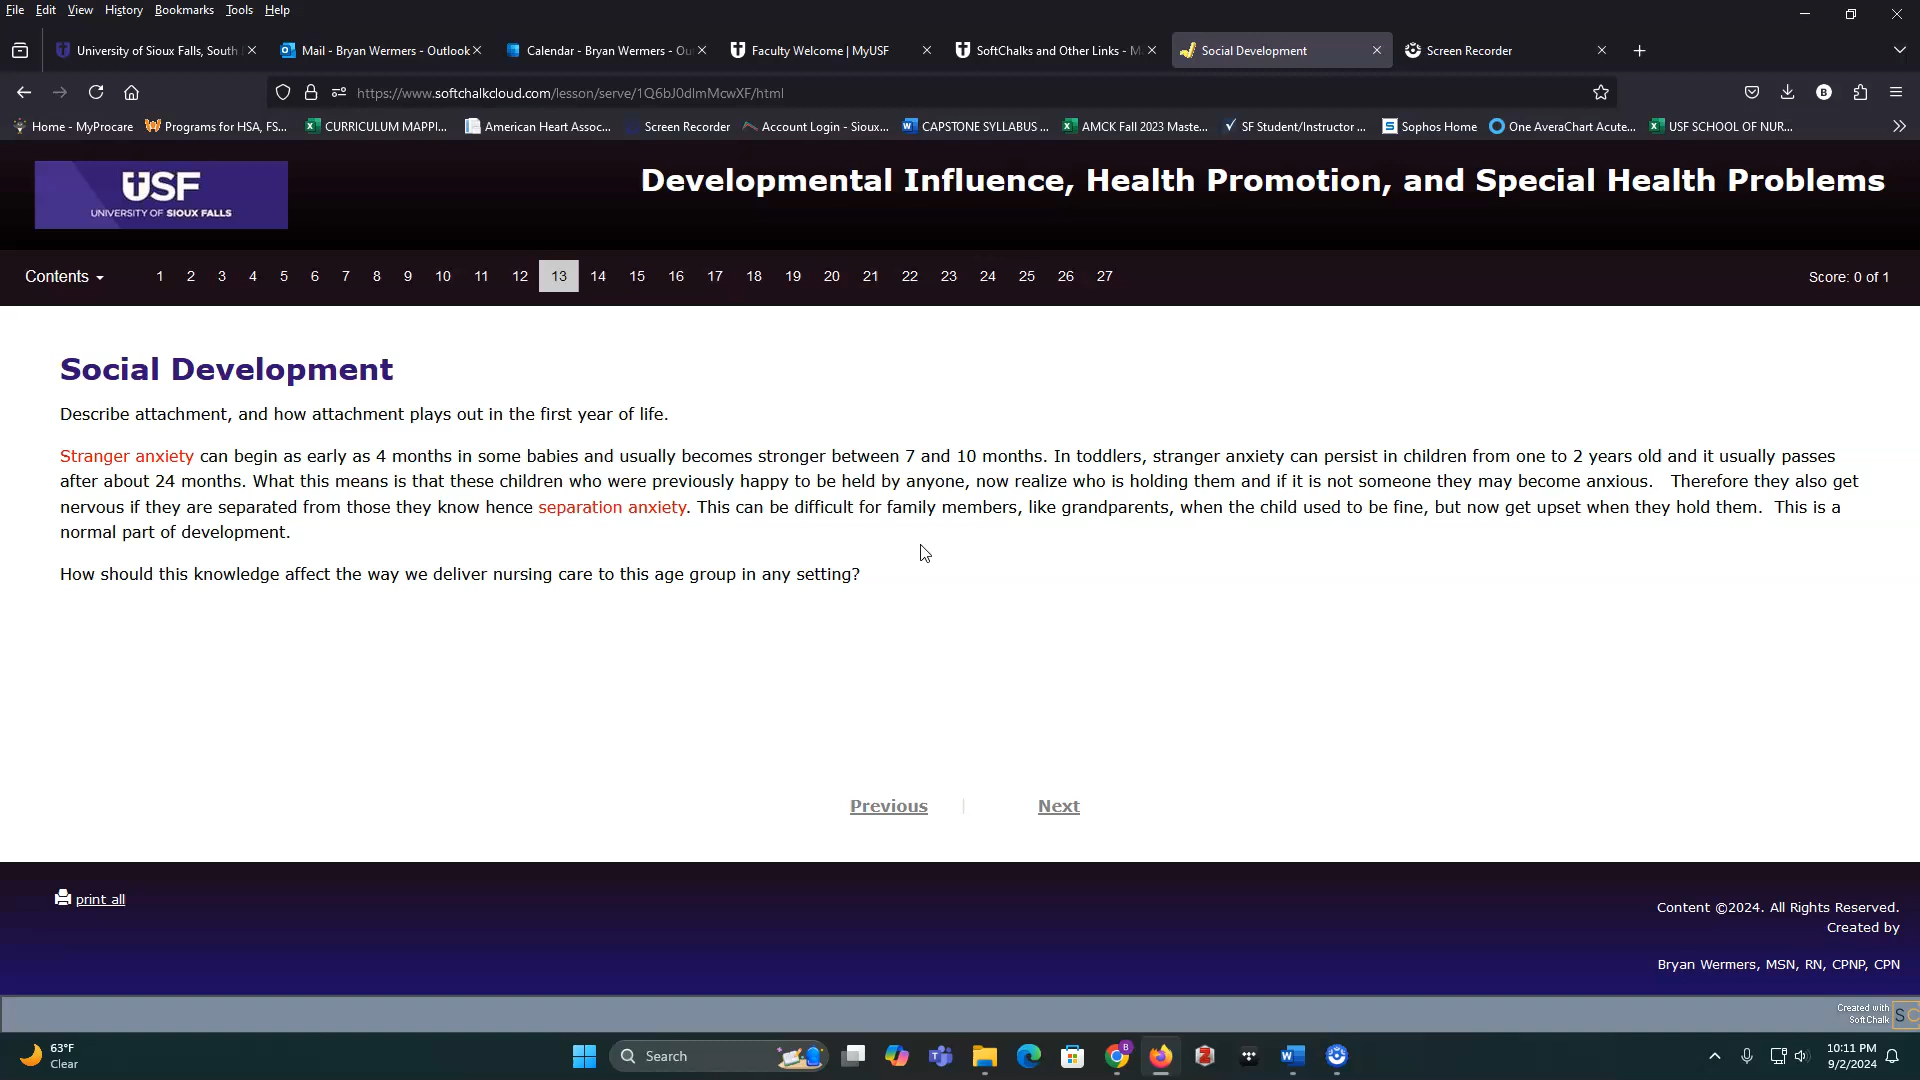 File Edit View History Bookmarks Tools Help
University of Sioux Falls, South
Mail - Bryan Wermers - Outlook
Calendar - Bryan Wermers - Ou
Faculty Welcome | MyUSF
SoftChalks and Other Links - M
Social Development
Screen Recorder
https://www.softchalkcloud.com/lesson/serve/1Q6bJ0dlmMcwXF/html
B
Home - MyProcare
Programs for HSA, FS...
CURRICULUM MAPPI...
American Heart Assoc...
Screen Recorder
Account Login - Sioux...
CAPSTONE SYLLABUS ...
AMCK Fall 2023 Maste...
SF Student/Instructor ...
Sophos Home
One AveraChart Acute...
USF SCHOOL OF NUR...
USF
UNIVERSITY OF SIOUX FALLS
Developmental Influence, Health Promotion, and Special Health Problems
Contents 1 2 3 4 5 6 7 8 9 10 11 12 13 14 15 16 17 18 19 20 21 22 23 24 25 26 27
Score: 0 of 1
Social Development
Describe attachment, and how attachment plays out in the first year of life.
Stranger anxiety can begin as early as 4 months in some babies and usually becomes stronger between 7 and 10 months. In toddlers, stranger anxiety can persist in children from one to 2 years old and it usually passes
after about 24 months. What this means is that these children who were previously happy to be held by anyone, now realize who is holding them and if it is not someone they may become anxious. Therefore they also get
nervous if they are separated from those they know hence separation anxiety. This can be difficult for family members, like grandparents, when the child used to be fine, but now get upset when they hold them. This is a
normal part of development.
How should this knowledge affect the way we deliver nursing care to this age group in any setting?
Previous | Next
print all
Content ©2024. All Rights Reserved.
Created by
Bryan Wermers, MSN, RN, CPNP, CPN
Created with
SoftChalk
SC
63°F
Clear
Search
10:11 PM
9/2/2024